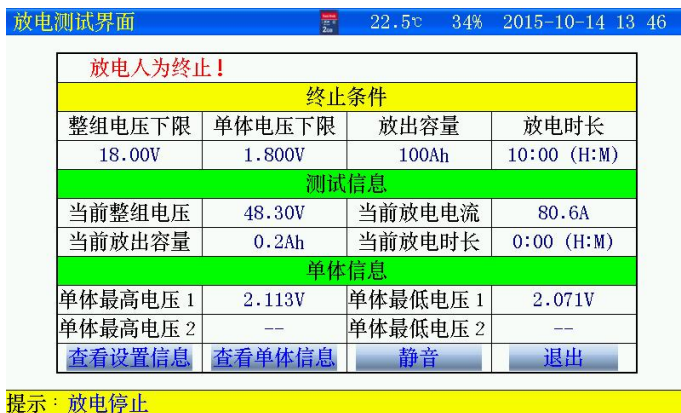 放电测试界面 22.5℃ 34% 2015-10-14 13 46
放电人为终止!
终止条件
整组电压下限 单体电压下限 放出容量 放电时长
18.00V 1.800V 100Ah 10:00 (H:M)
测试信息
当前整组电压 48.30V 当前放电电流 80.6A
当前放出容量 0.2Ah 当前放电时长 0:00 (H:M)
单体信息
单体最高电压1 2.113V 单体最低电压1 2.071V
单体最高电压2 -- 单体最低电压2 --
查看设置信息 查看单体信息 静音 退出
提示:放电停止